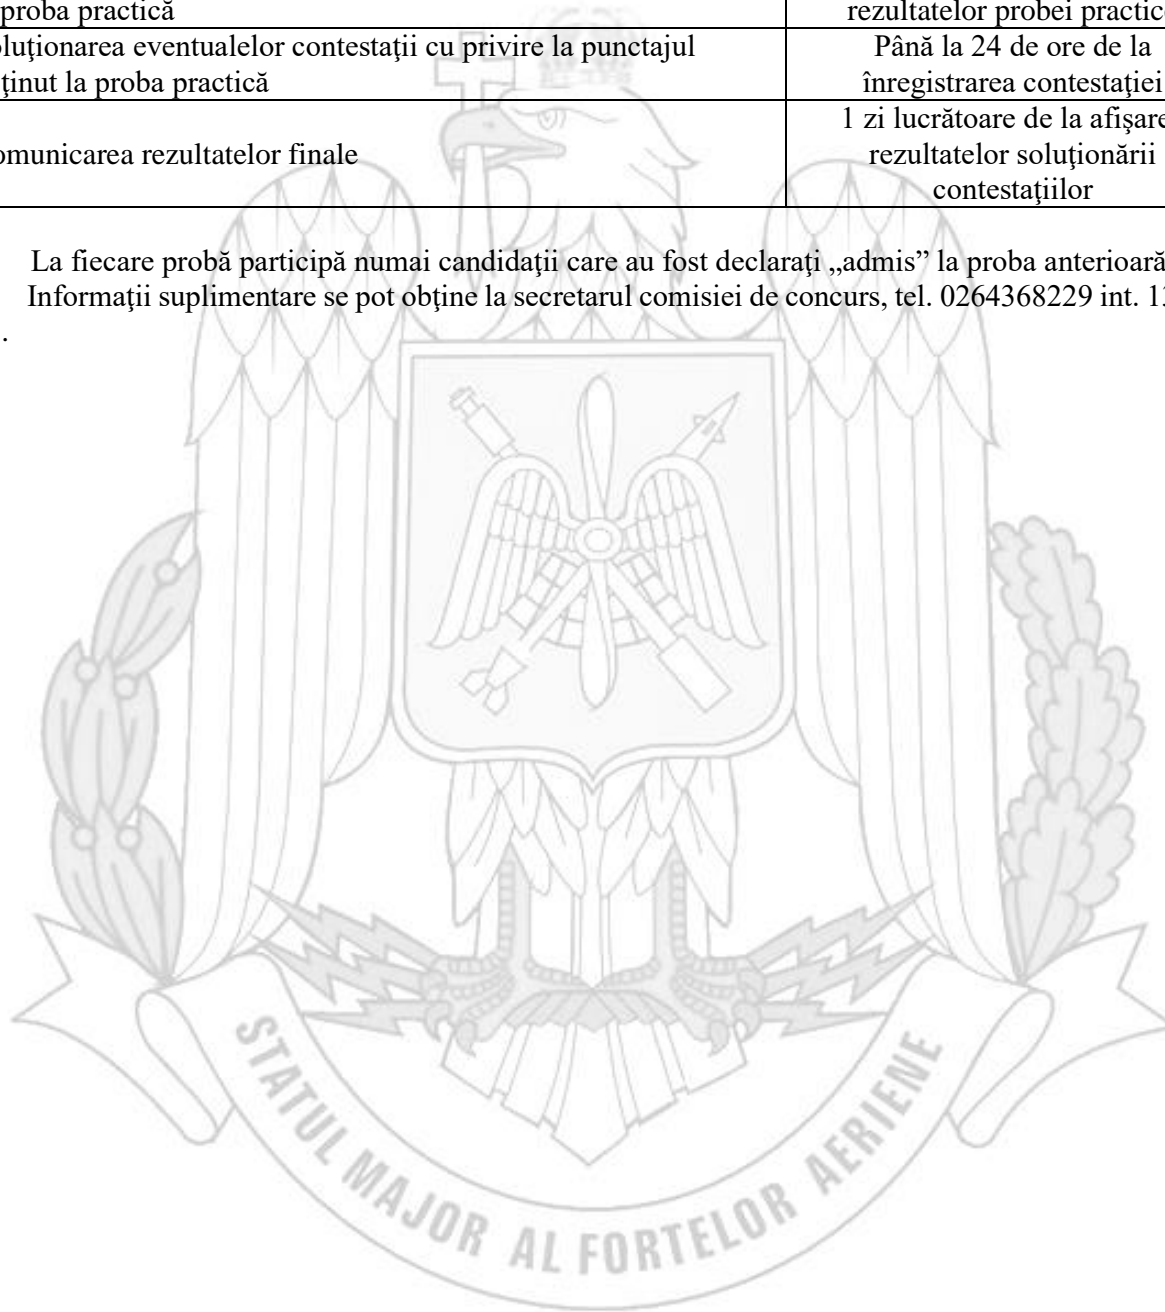 proba practică
rezultatelor probei practic
oluţionarea eventualelor contestaţii cu privire la punctajul
ţinut la proba practică
Până la 24 de ore de la
înregistrarea contestaţiei
omunicarea rezultatelor finale
1 zi lucrătoare de la afişare
rezultatelor soluţionării
contestaţiilor
La fiecare probă participă numai candidaţii care au fost declaraţi „admis” la proba anterioară
Informaţii suplimentare se pot obţine la secretarul comisiei de concurs, tel. 0264368229 int. 13
.
STATUL MAJOR AL FORTELOR AERIENE